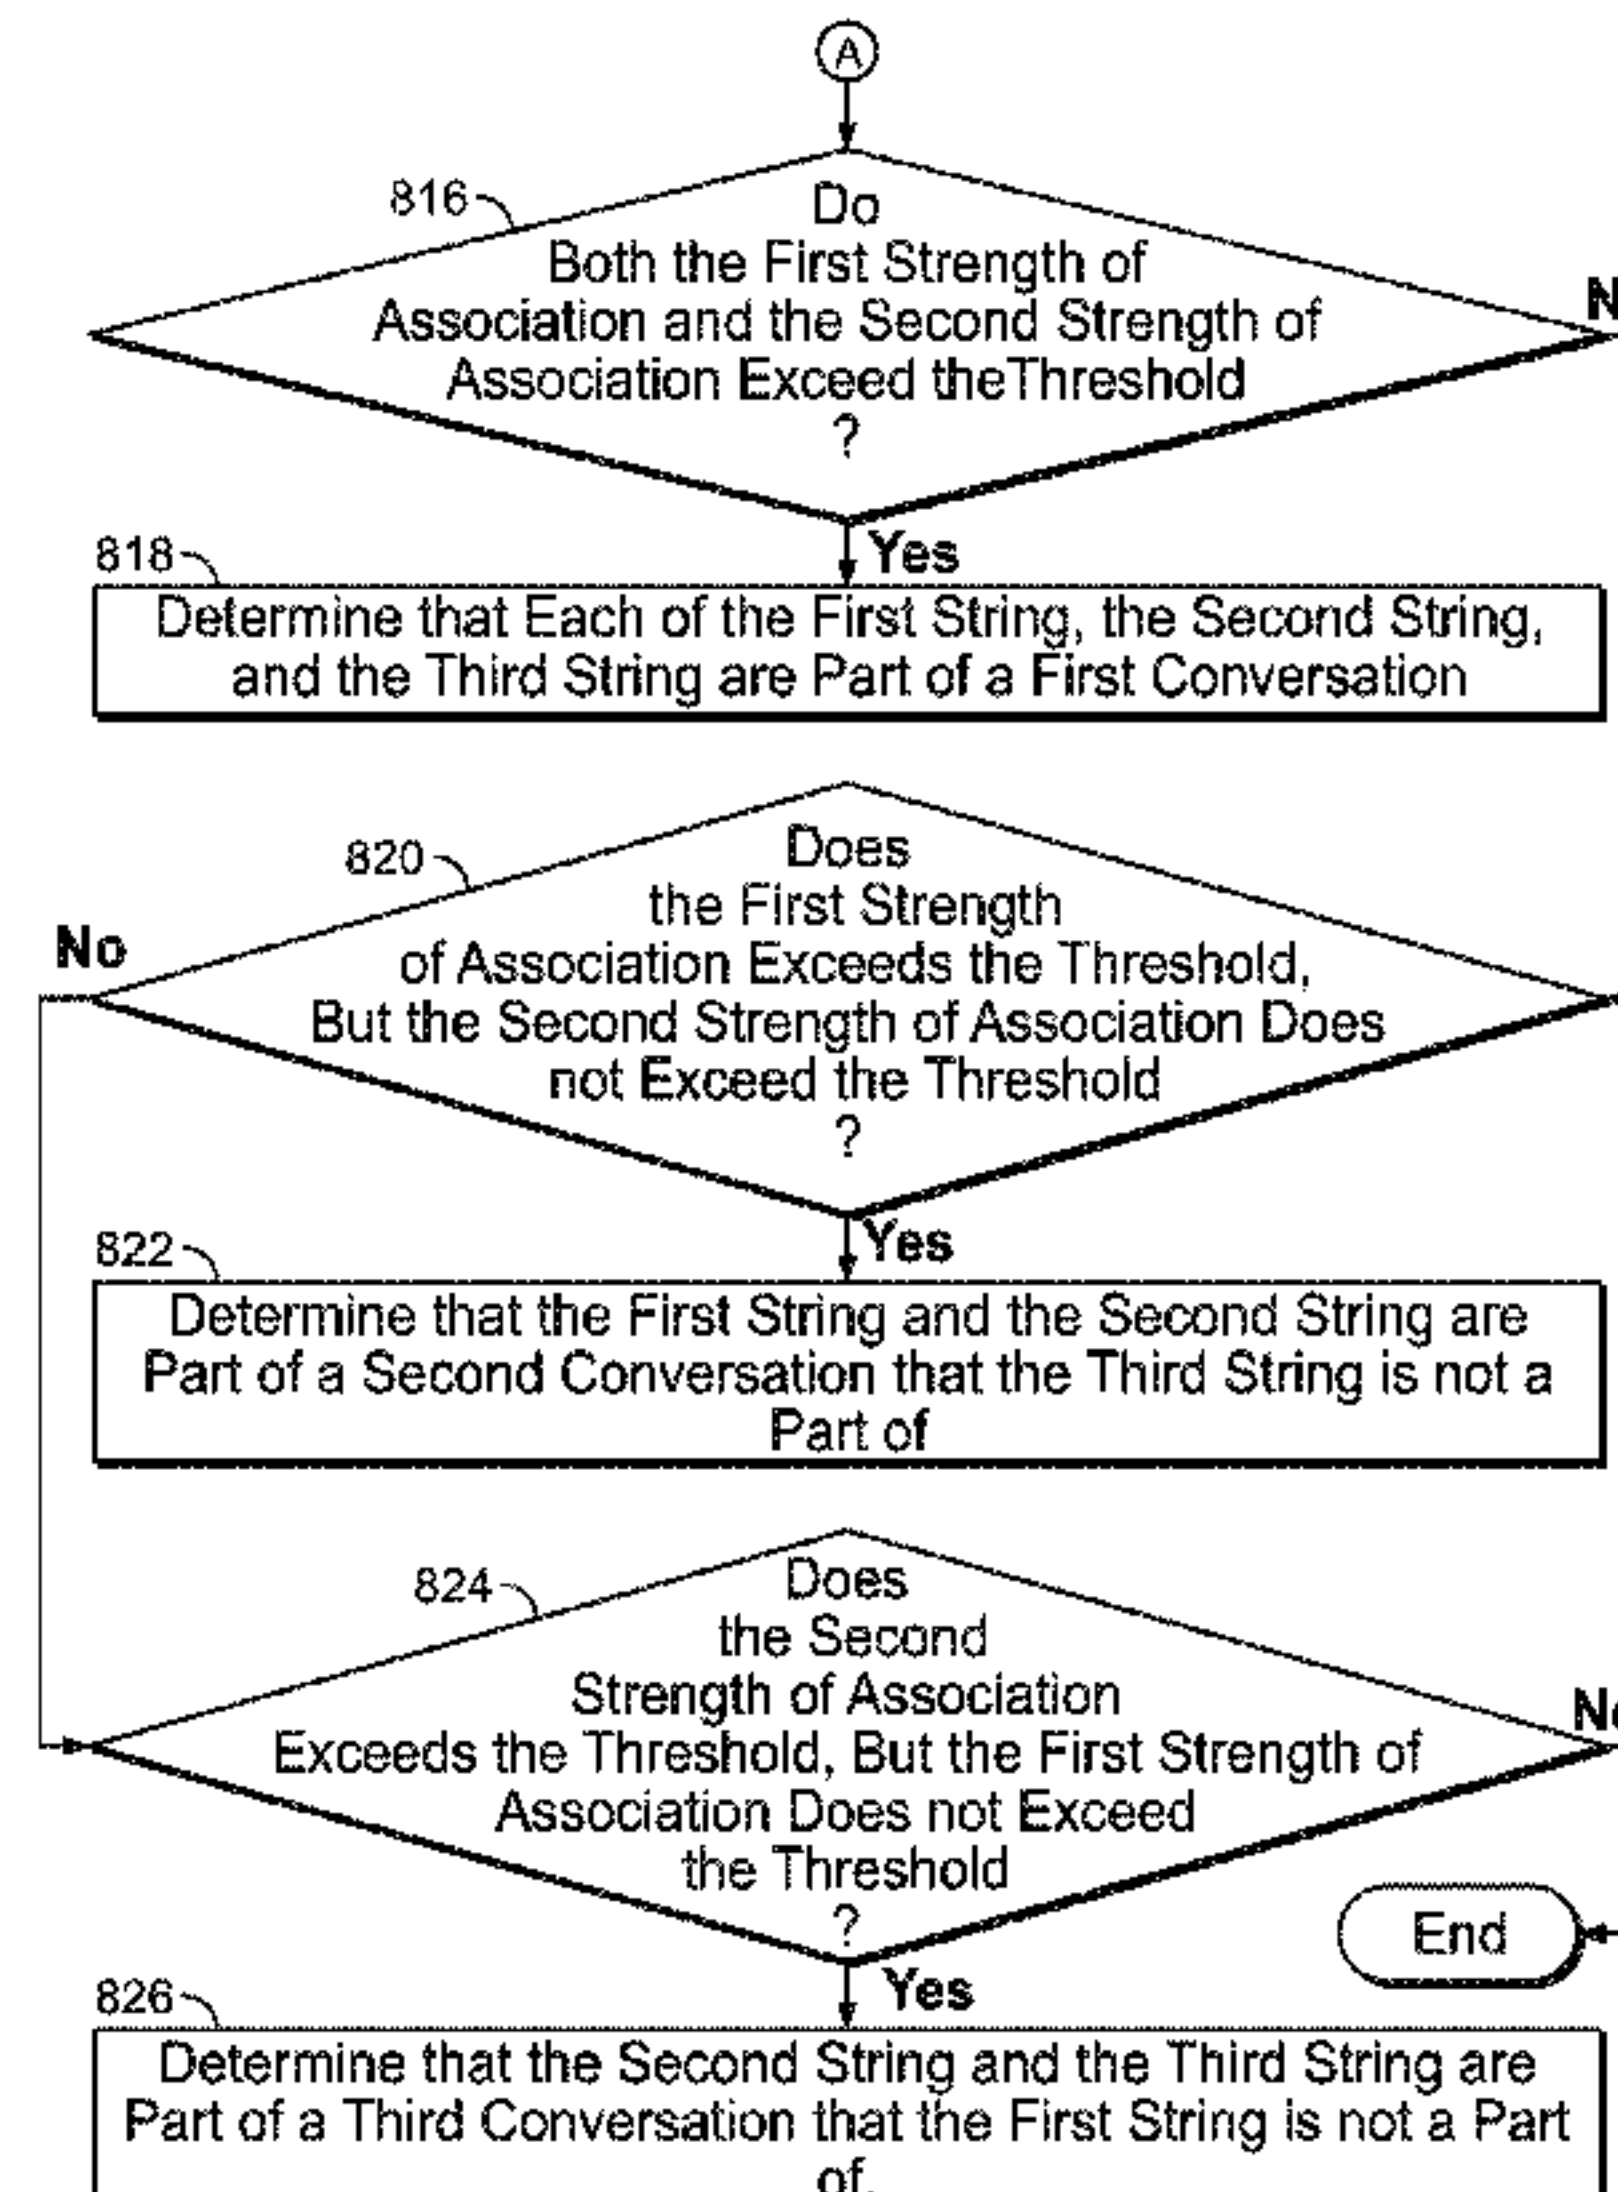 A
816
Do
Both the First Strength of
Association and the Second Strength of
Association Exceed theThreshold
?
Yes
818
Determine that Each of the First String, the Second String,
and the Third String are Part of a First Conversation
820
Does
the First Strength
No
of Association Exceeds the Threshold,
But the Second Strength of Association Does
not Exceed the Threshold
?
Yes
822
Determine that the First String and the Second String are
Part of a Second Conversation that the Third String is not a
Part of
824
Does
the Second
Strength of Association
Exceeds the Threshold, But the First Strength of
Association Does not Exceed
the Threshold
?
End
Yes
826
Determine that the Second String and the Third String are
Part of a Third Conversation that the First String is not a Part
of.